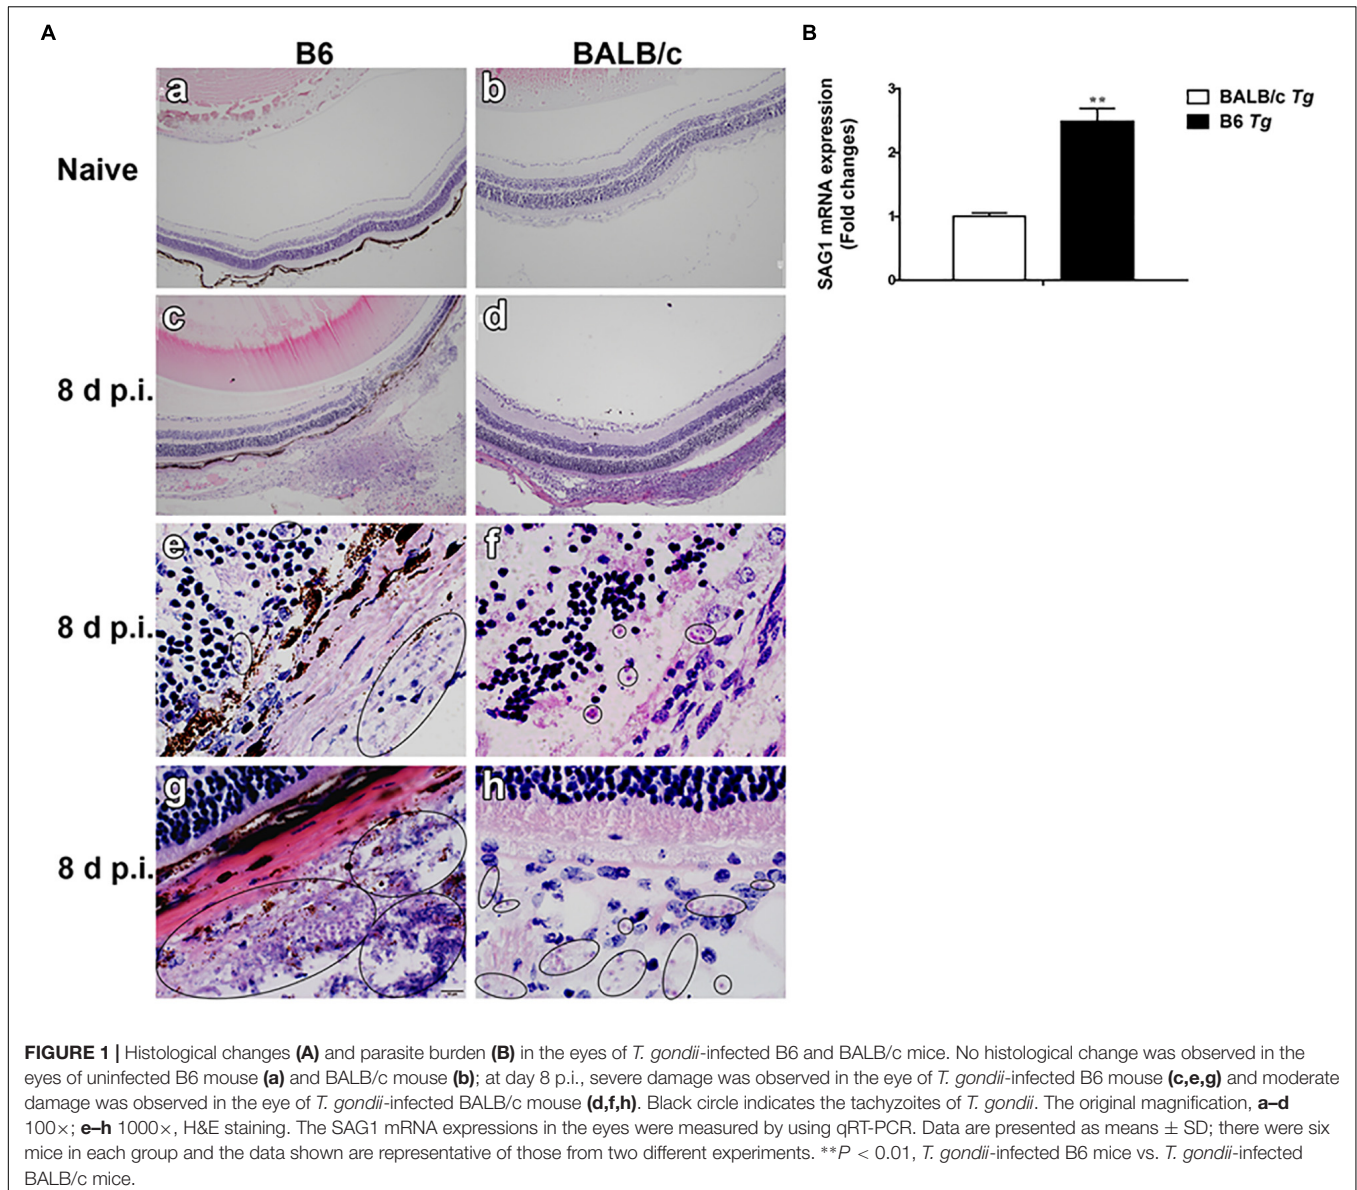 A
B
B6
BALB/c
a
b
Naive
c
d
8 d p.i.
e
f
8 d p.i.
g
h
8 d p.i.
SAG1 mRNA expression
(Fold changes)
3
2
1
0
**
BALB/c Tg
B6 Tg
FIGURE 1 | Histological changes (A) and parasite burden (B) in the eyes of T. gondii-infected B6 and BALB/c mice. No histological change was observed in the
eyes of uninfected B6 mouse (a) and BALB/c mouse (b); at day 8 p.i., severe damage was observed in the eye of T. gondii-infected B6 mouse (c,e,g) and moderate
damage was observed in the eye of T. gondii-infected BALB/c mouse (d,f,h). Black circle indicates the tachyzoites of T. gondii. The original magnification, a–d
100×; e–h 1000×, H&E staining. The SAG1 mRNA expressions in the eyes were measured by using qRT-PCR. Data are presented as means ± SD; there were six
mice in each group and the data shown are representative of those from two different experiments. **P < 0.01, T. gondii-infected B6 mice vs. T. gondii-infected
BALB/c mice.